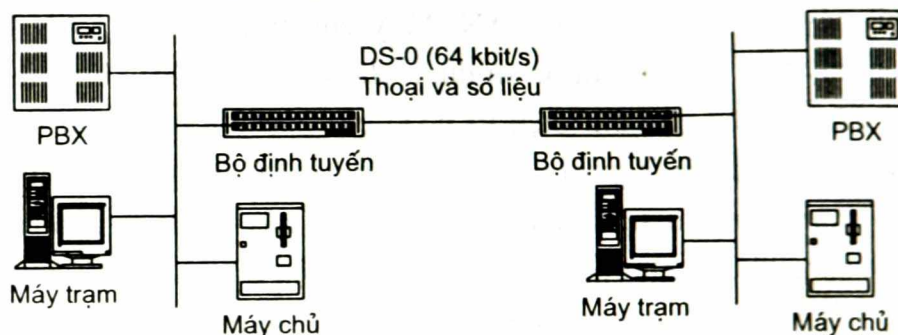 DS-0 (64 kbit/s)
Thoại và số liệu
PBX
PBX
Bộ định tuyến
Bộ định tuyến
Máy trạm
Máy chủ
Máy trạm
Máy chủ